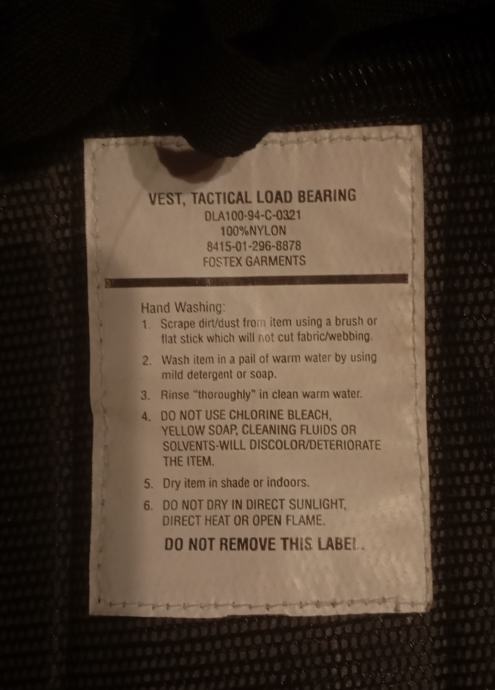 VEST, TACTICAL LOAD BEARING
DLA100-94-C-0321
100%NYLON
8415-01-296-8878
FOSTEX GARMENTS
Hand Washing:
1. Scrape dirt/dust from item using a brush or
flat stick which will not cut fabric/webbing.
2. Wash item in a pail of warm water by using
mild detergent or soap.
3. Rinse "thoroughly" in clean warm water.
4. DO NOT USE CHLORINE BLEACH,
YELLOW SOAP, CLEANING FLUIDS OR
SOLVENTS-WILL DISCOLOR/DETERIORATE
THE ITEM.
5. Dry item in shade or indoors.
6. DO NOT DRY IN DIRECT SUNLIGHT,
DIRECT HEAT OR OPEN FLAME.
DO NOT REMOVE THIS LABEL.